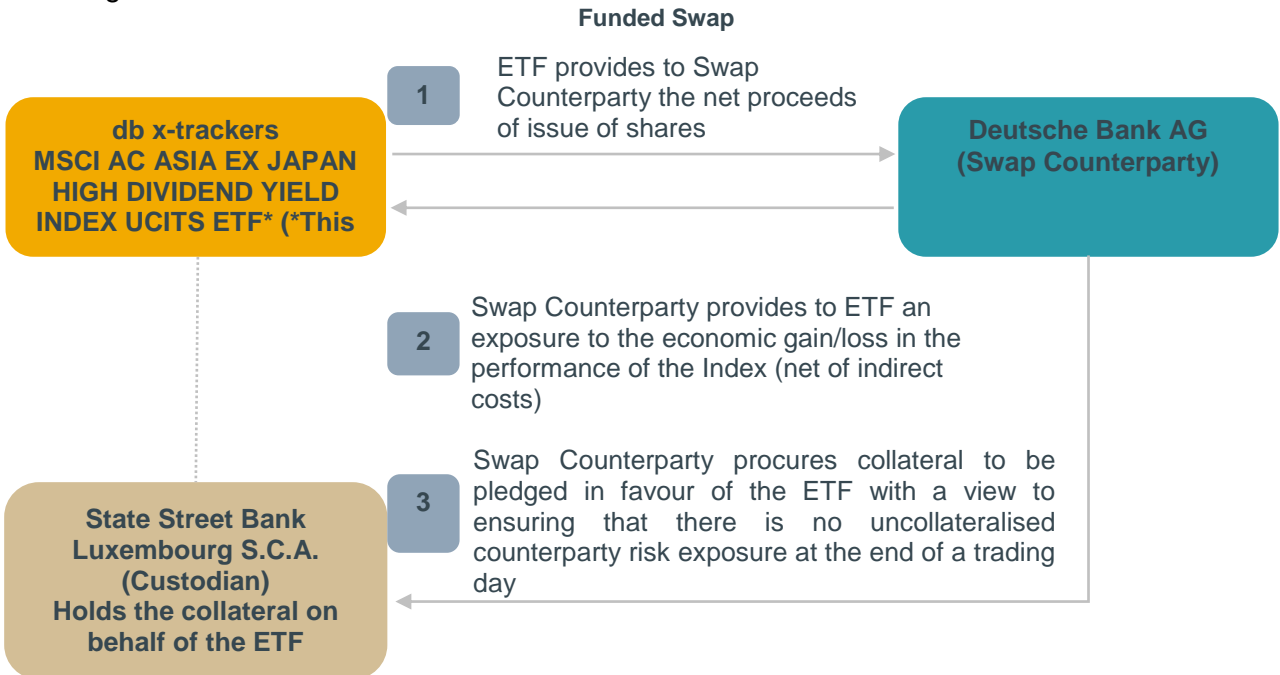 Funded Swap
1
ETF provides to Swap
Counterparty the net proceeds
of issue of shares
db x-trackers
MSCI AC ASIA EX JAPAN
HIGH DIVIDEND YIELD
INDEX UCITS ETF* (*This
Deutsche Bank AG
(Swap Counterparty)
2
Swap Counterparty provides to ETF an
exposure to the economic gain/loss in the
performance of the Index (net of indirect
costs)
3
Swap Counterparty procures collateral to be
pledged in favour of the ETF with a view to
ensuring that there is no uncollateralised
counterparty risk exposure at the end of a trading
day
State Street Bank
Luxembourg S.C.A.
(Custodian)
Holds the collateral on
behalf of the ETF